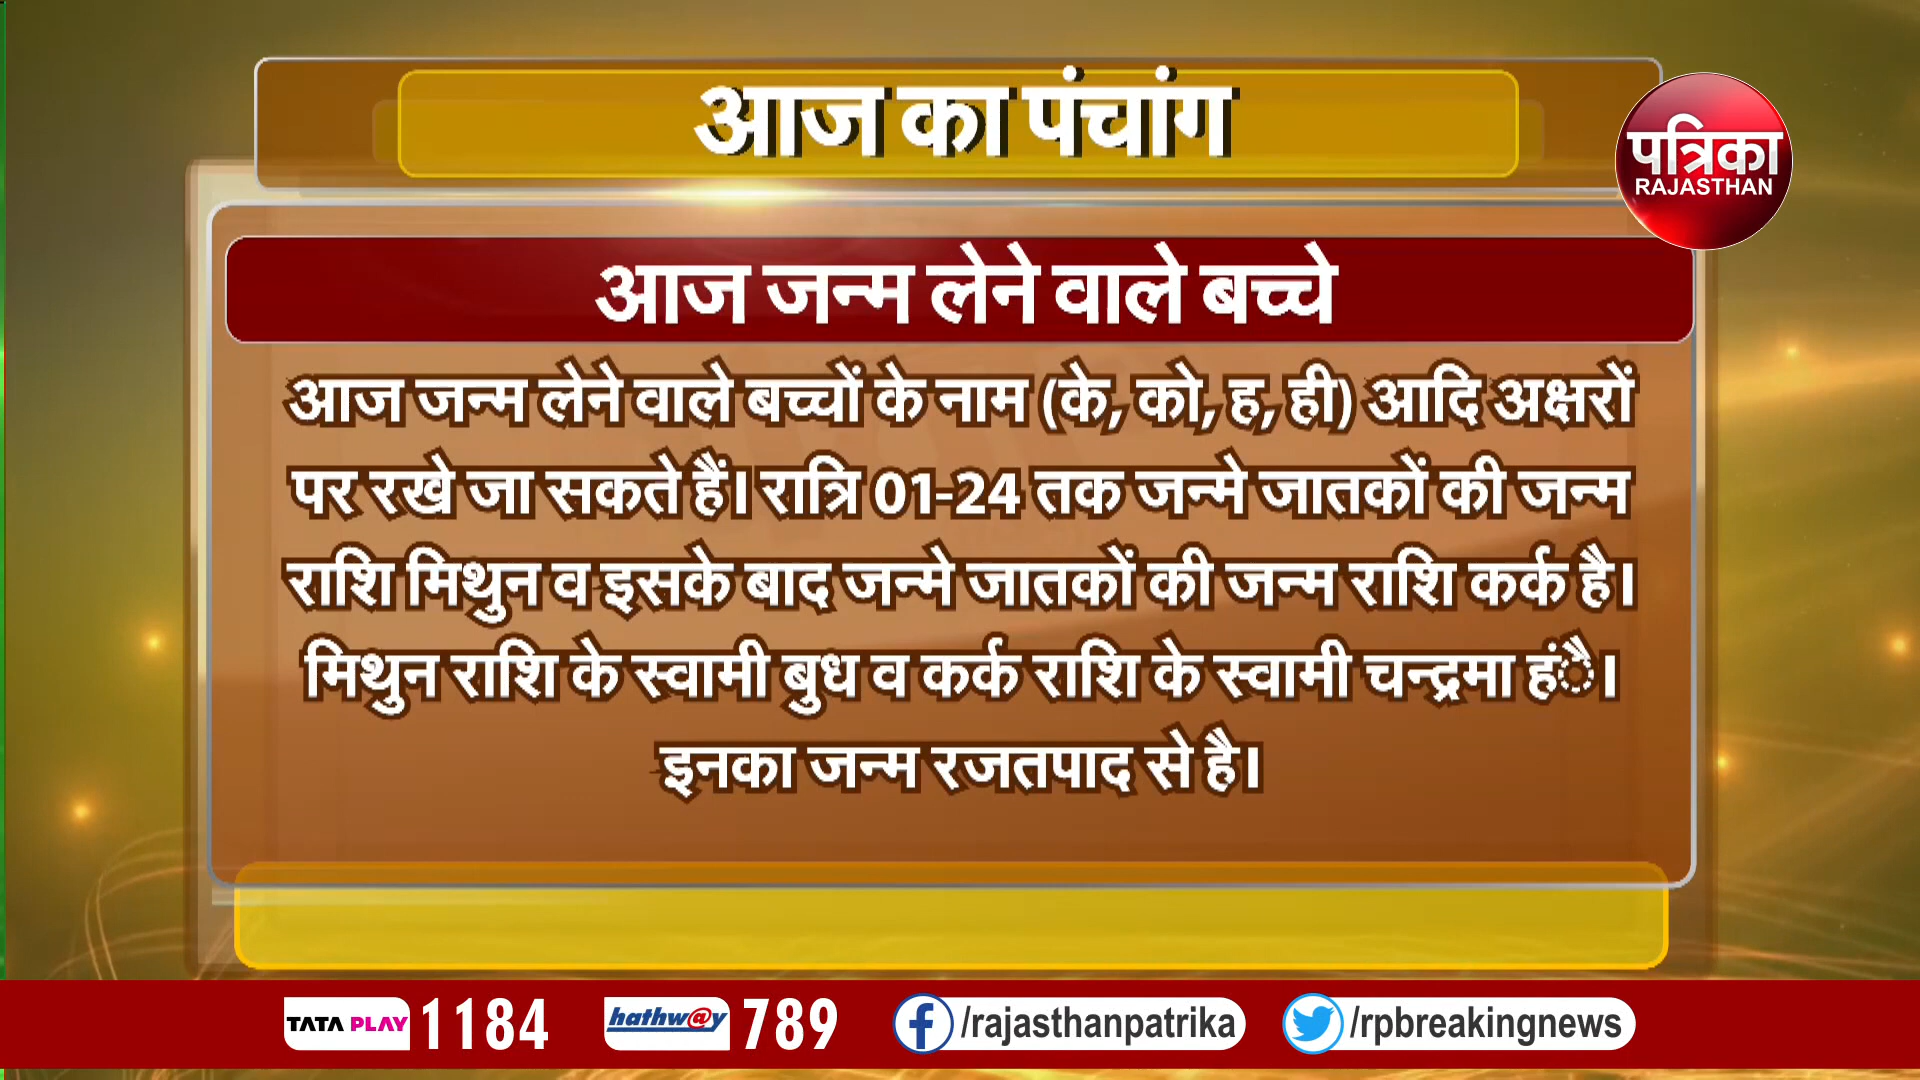 आज का पंचांग
पत्रिका
RAJASTHAN
आज जन्म लेने वाले बच्चे
आज जन्म लेने वाले बच्चों के नाम (के, को, ह, ही) आदि अक्षरों
पर रखे जा सकते हैं। रात्रि 01-24 तक जन्मे जातकों की जन्म
राशि मिथुन व इसके बाद जन्मे जातकों की जन्म राशि कर्क है।
मिथुन राशि के स्वामी बुध व कर्क राशि के स्वामी चन्द्रमा हंै।
इनका जन्म रजतपाद से है।
TATA PLAY 1184 hathw@y 789 /rajasthanpatrika /rpbreakingnews